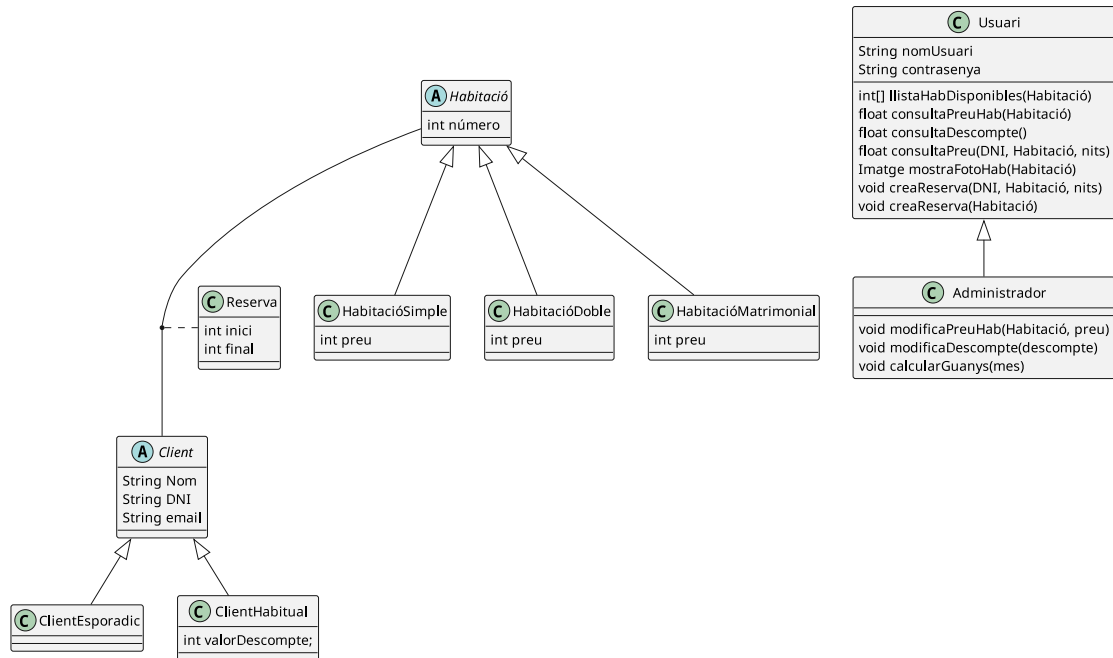 C Usuari
String nomUsuari
String contrasenya
int[] llistaHabDisponibles(Habitació)
float consultaPreuHab(Habitació)
float consultaDescompte()
float consultaPreu(DNI, Habitació, nits)
Imatge mostraFotoHab(Habitació)
void creaReserva(DNI, Habitació, nits)
void creaReserva(Habitació)
A Habitació
int número
C Reserva
int inici
int final
C HabitacióSimple
int preu
C HabitacióDoble
int preu
C HabitacióMatrimonial
int preu
C Administrador
void modificaPreuHab(Habitació, preu)
void modificaDescompte(descompte)
void calcularGuanys(mes)
A Client
String Nom
String DNI
String email
C ClientEsporadic
C ClientHabitual
int valorDescompte;